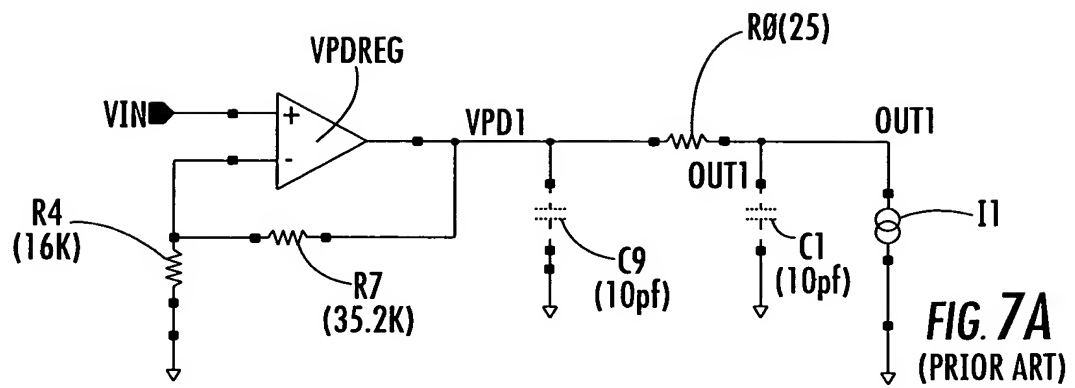 RØ(25)
VPDREG
VIN
+
-
VPD1
OUT1
OUT1
R4
(16K)
R7
(35.2K)
C9
(10pf)
C1
(10pf)
I1
FIG. 7A
(PRIOR ART)